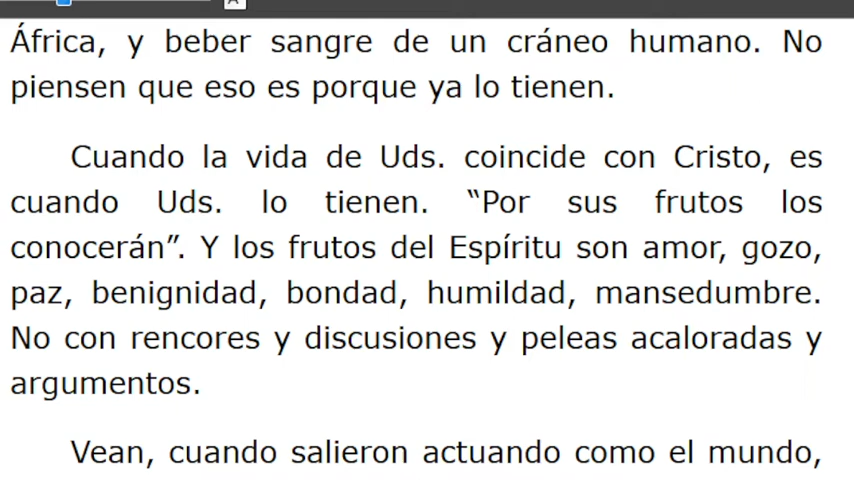 África, y beber sangre de un cráneo humano. No
piensen que eso es porque ya lo tienen.
Cuando la vida de Uds. coincide con Cristo, es
cuando Uds. lo tienen. “Por sus frutos los
conocerán”. Y los frutos del Espíritu son amor, gozo,
paz, benignidad, bondad, humildad, mansedumbre.
No con rencores y discusiones y peleas acaloradas y
argumentos.
Vean, cuando salieron actuando como el mundo,